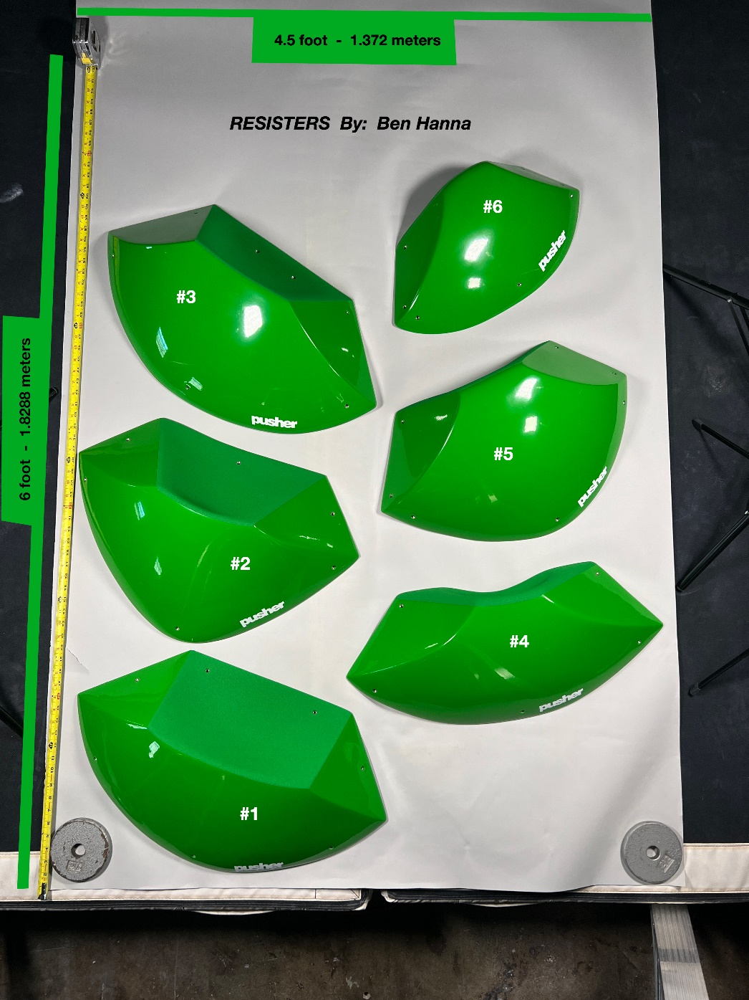 4.5 foot - 1.372 meters
RESISTERS By: Ben Hanna
#6
pusher
#3
pusher
6 foot - 1.8288 meters
#5
pusher
#2
pusher
#4
pusher
#1
pusher